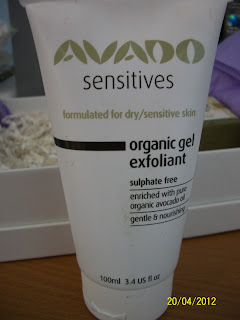 AVADO
sensitives
formulated for dry/sensitive skin
organic gel
exfoliant
sulphate free
enriched with pure
organic avocado oil
gentle & nourishing
100ml 3.4 US fl oz
20/04/2012